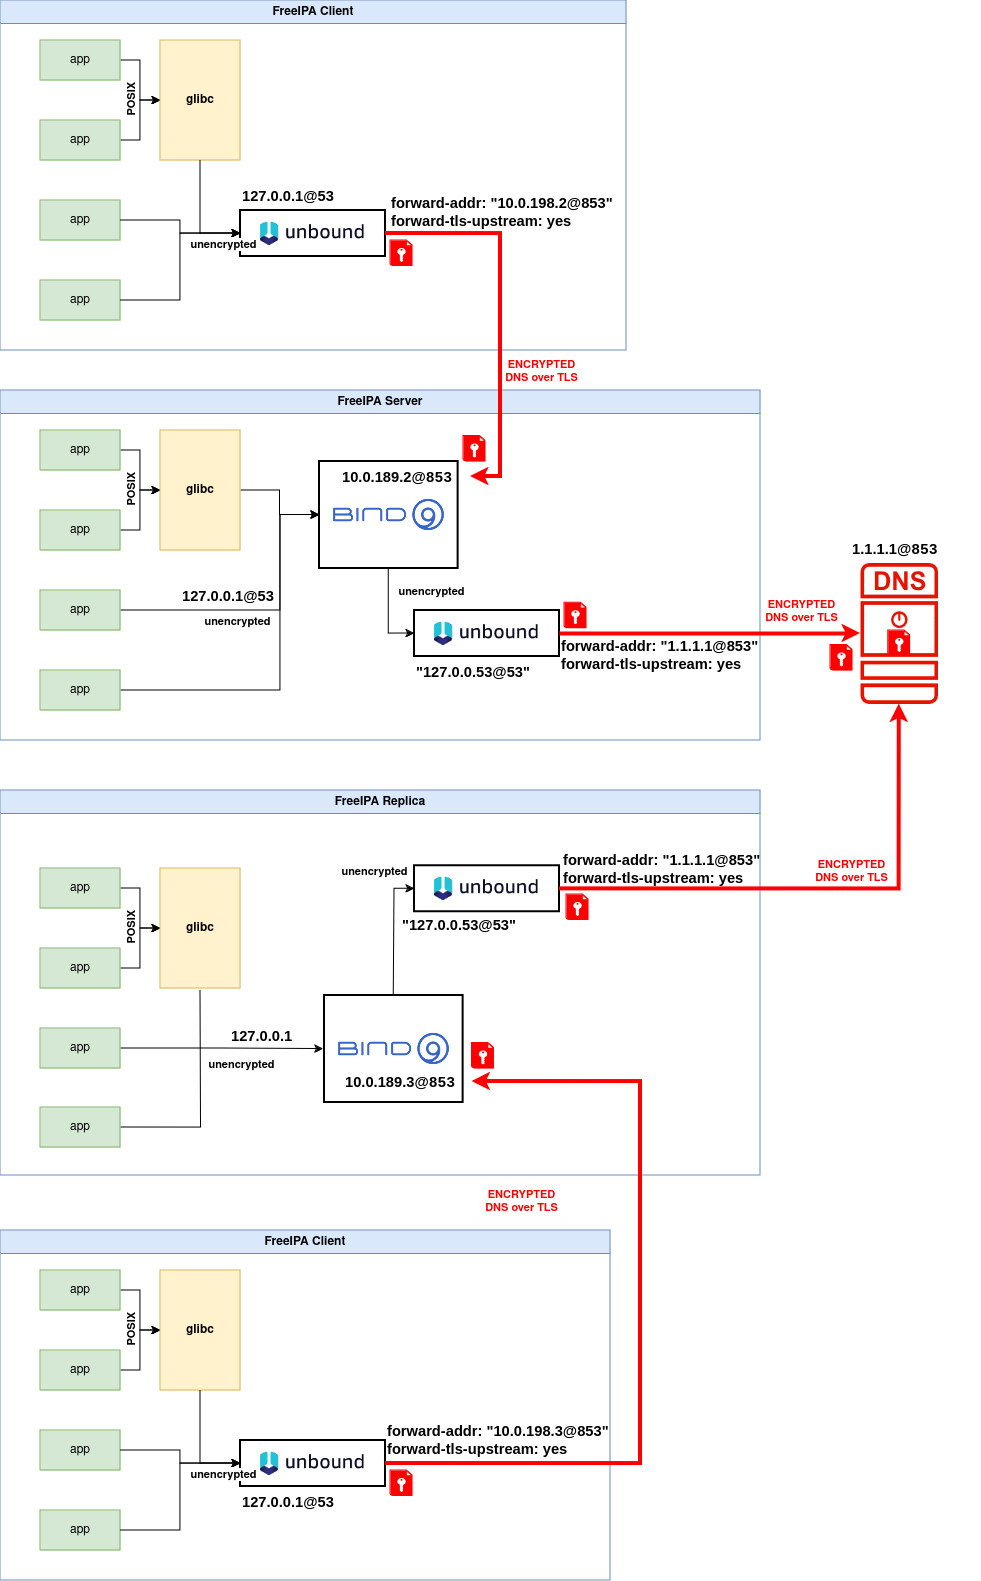 FreeIPA Client
app
POSIX
glibc
app
app
127.0.0.1@53
forward-addr: "10.0.198.2@853"
forward-tls-upstream: yes
unbound
unencrypted
app
ENCRYPTED
DNS over TLS
FreeIPA Server
app
POSIX
glibc
app
10.0.189.2@853
BIND9
127.0.0.1@53
app
unencrypted
unencrypted
unbound
"127.0.0.53@53"
forward-addr: "1.1.1.1@853"
forward-tls-upstream: yes
app
ENCRYPTED
DNS over TLS
1.1.1.1@853
DNS
FreeIPA Replica
unencrypted
unbound
forward-addr: "1.1.1.1@853"
forward-tls-upstream: yes
"127.0.0.53@53"
ENCRYPTED
DNS over TLS
app
POSIX
glibc
app
127.0.0.1
app
unencrypted
BIND9
10.0.189.3@853
app
ENCRYPTED
DNS over TLS
FreeIPA Client
app
POSIX
glibc
app
app
forward-addr: "10.0.198.3@853"
forward-tls-upstream: yes
unbound
unencrypted
127.0.0.1@53
app